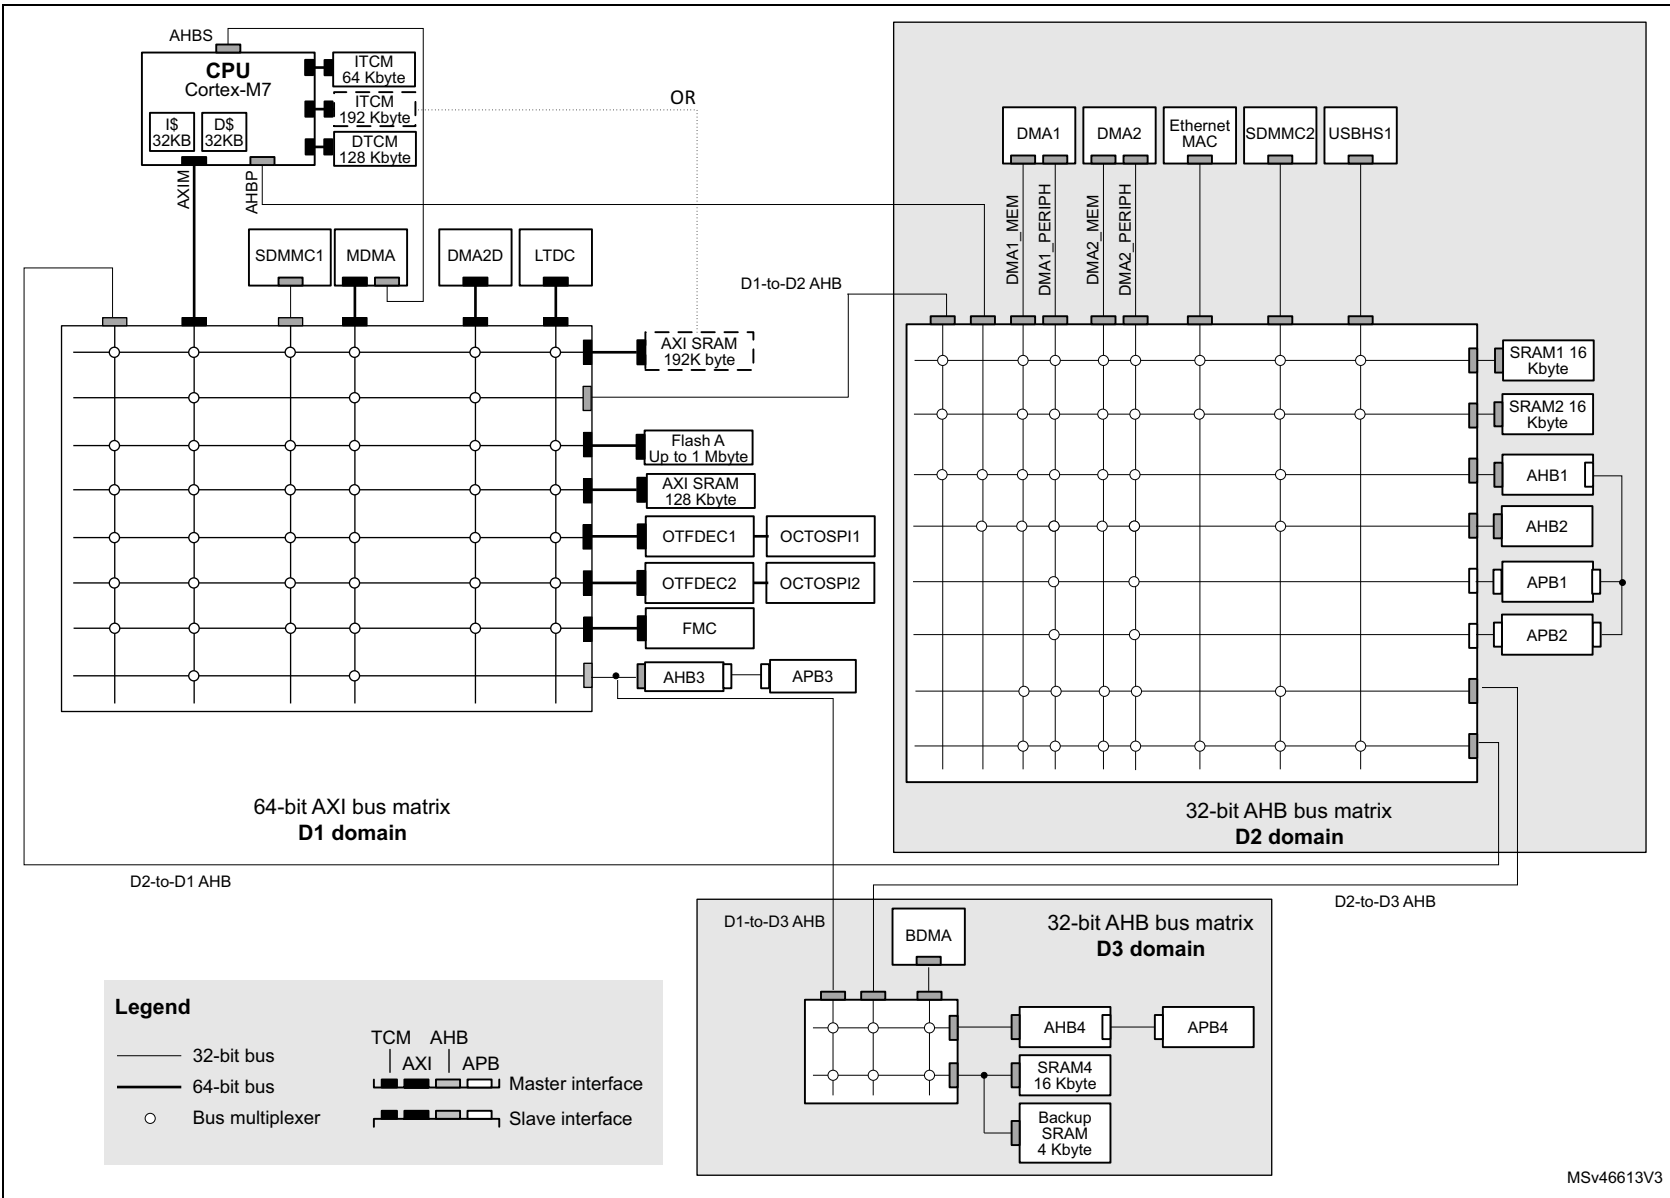 AHBS
CPU
Cortex-M7
I$
32KB
D$
32KB
ITCM
64 Kbyte
ITCM
192 Kbyte
DTCM
128 Kbyte
OR
AXIM
AHBP
SDMMC1
MDMA
DMA2D
LTDC
D1-to-D2 AHB
AXI SRAM
192K byte
Flash A
Up to 1 Mbyte
AXI SRAM
128 Kbyte
OTFDEC1
OCTOSPI1
OTFDEC2
OCTOSPI2
FMC
AHB3
APB3
64-bit AXI bus matrix
D1 domain
DMA1
DMA2
Ethernet
MAC
SDMMC2
USBHS1
DMA1_MEM
DMA1_PERIPH
DMA2_MEM
DMA2_PERIPH
SRAM1 16
Kbyte
SRAM2 16
Kbyte
AHB1
AHB2
APB1
APB2
32-bit AHB bus matrix
D2 domain
D2-to-D1 AHB
D2-to-D3 AHB
D1-to-D3 AHB
BDMA
32-bit AHB bus matrix
D3 domain
AHB4
APB4
SRAM4
16 Kbyte
Backup
SRAM
4 Kbyte
Legend
32-bit bus
64-bit bus
Bus multiplexer
TCM
AHB
AXI
APB
Master interface
Slave interface
MSv46613V3